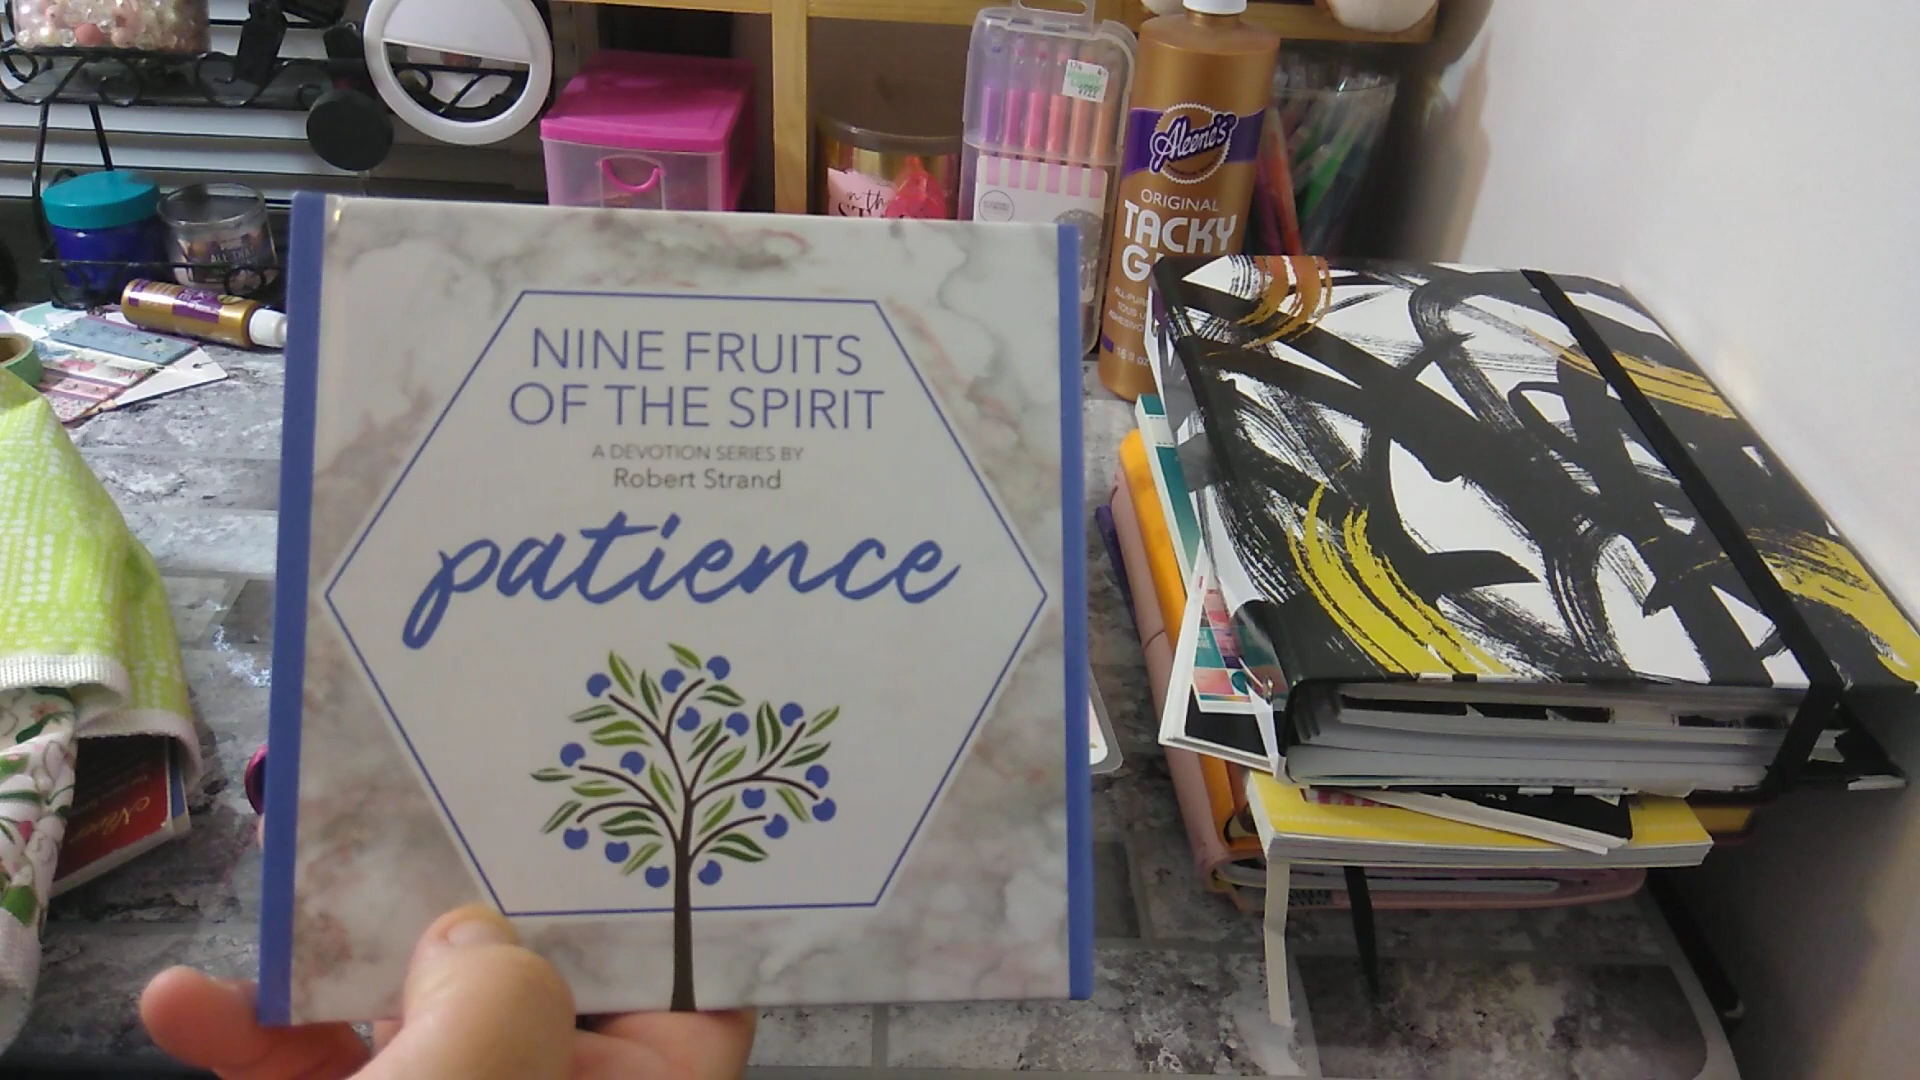 NINE FRUITS
OF THE SPIRIT
A DEVOTION SERIES BY
Robert Strand
patience
Aleene's
ORIGINAL
TACKY